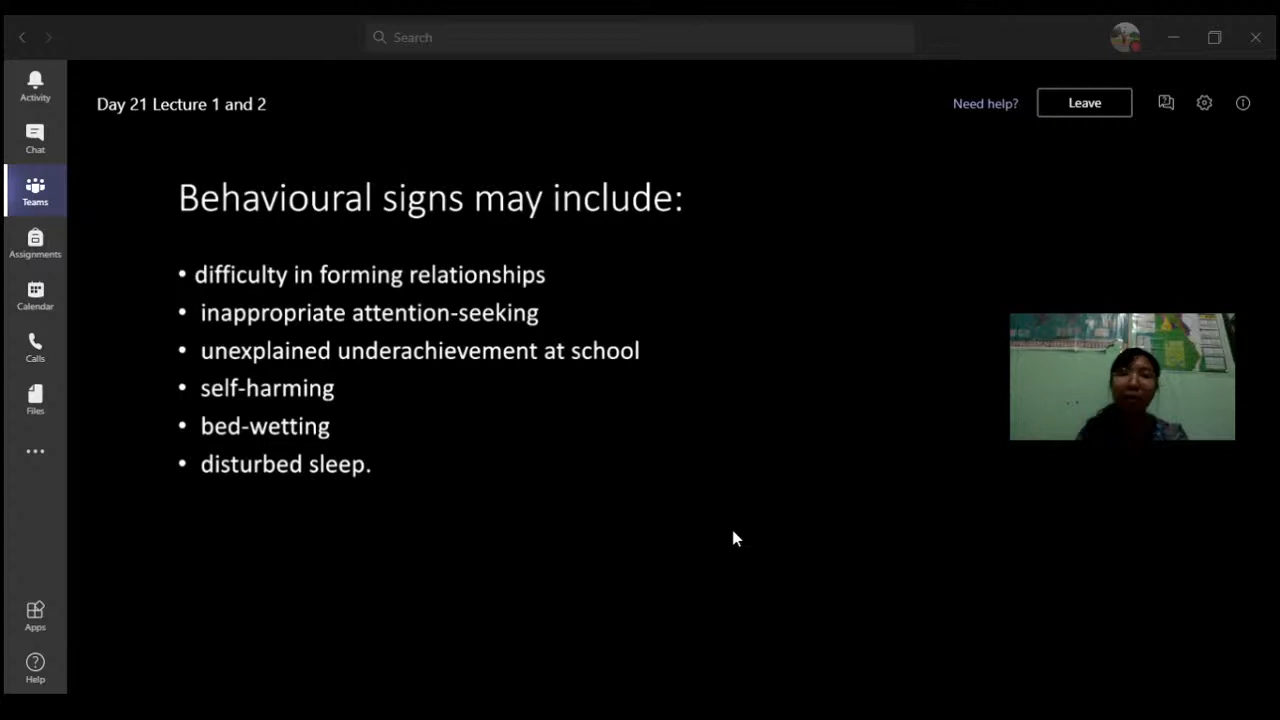 Search
Activity
Chat
Teams
Assignments
Calendar
Calls
Files
Apps
Help
Day 21 Lecture 1 and 2
Need help?
Leave
Behavioural signs may include:
• difficulty in forming relationships
• inappropriate attention-seeking
• unexplained underachievement at school
• self-harming
• bed-wetting
• disturbed sleep.